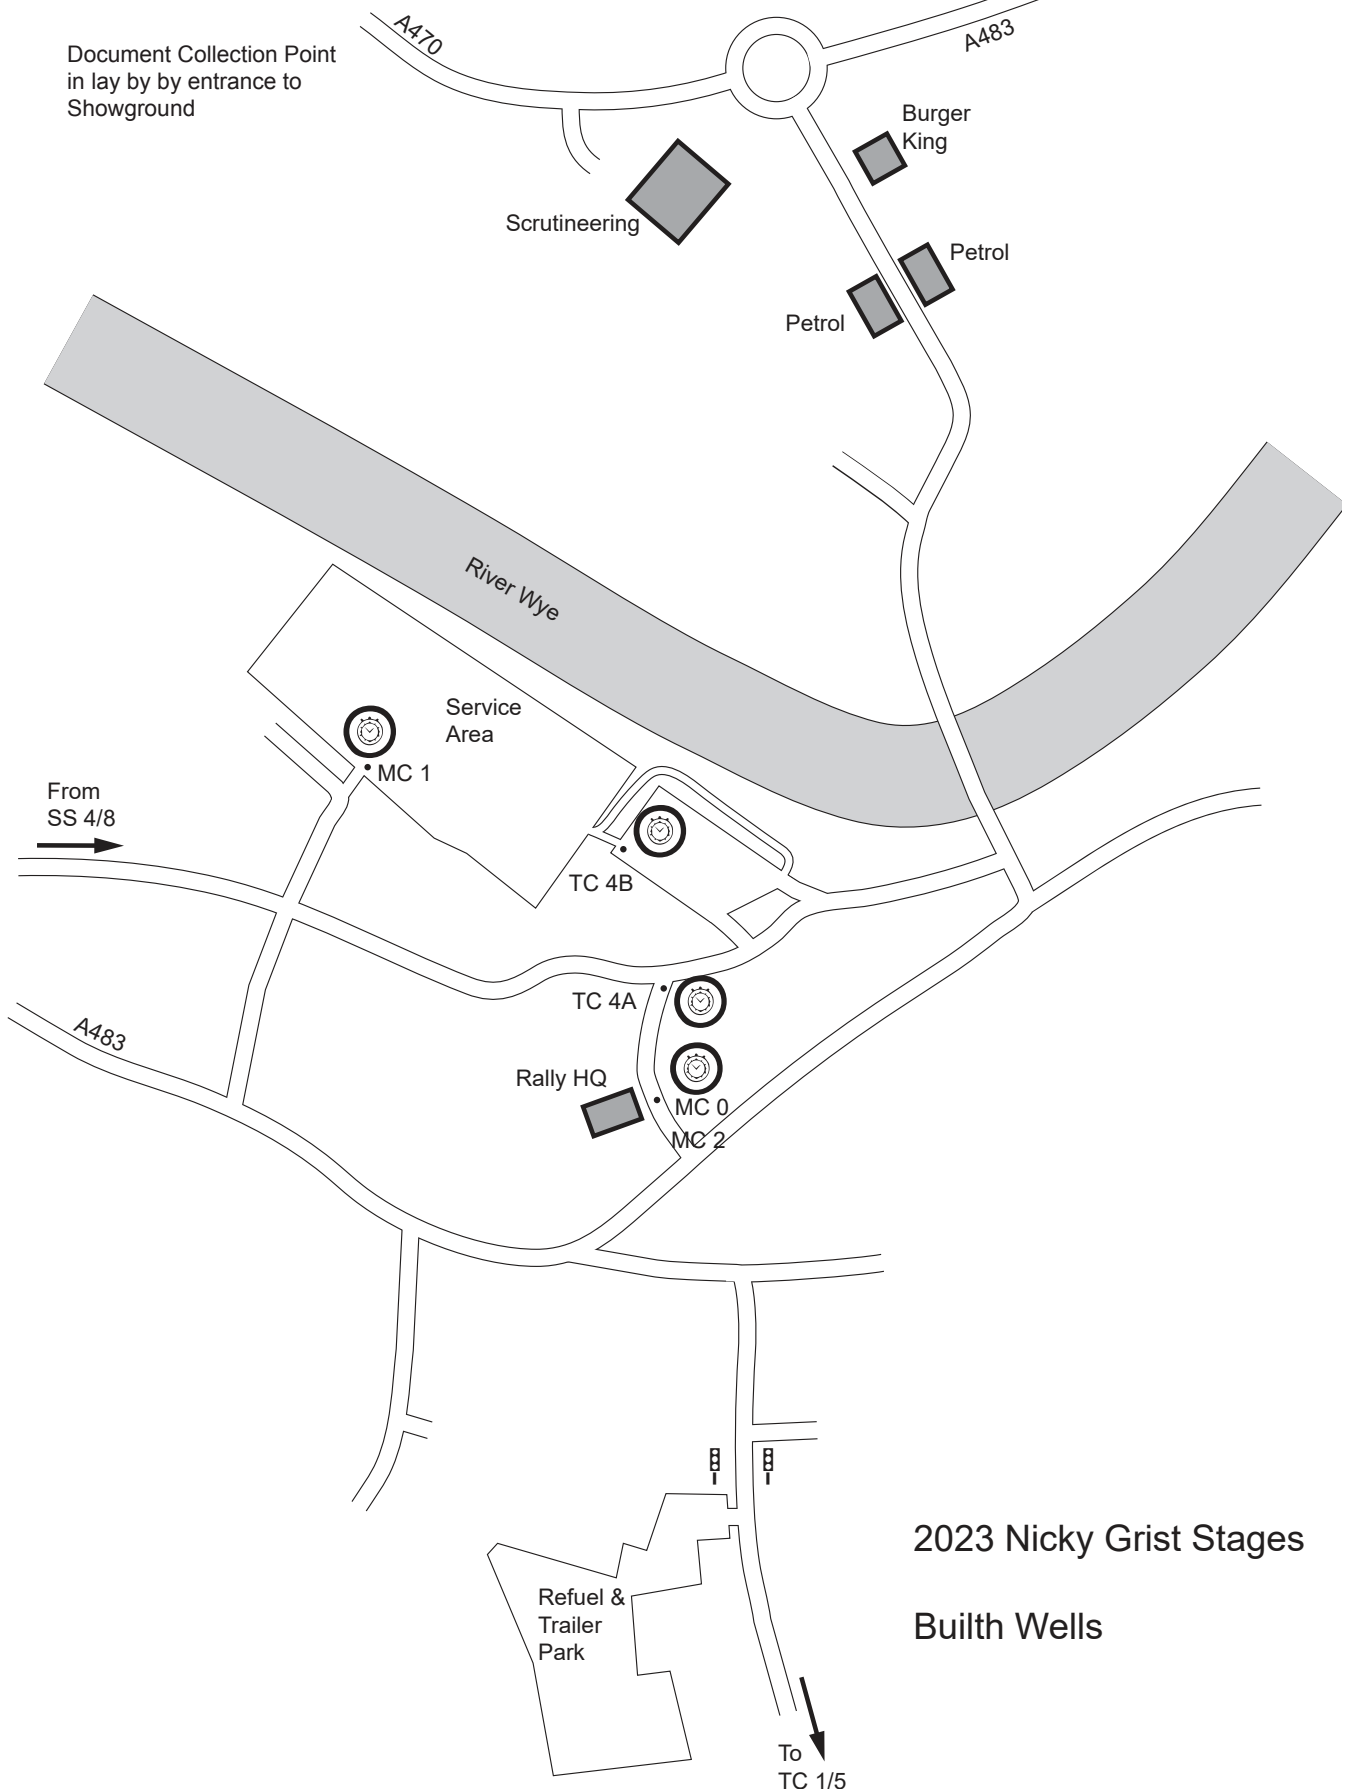 A470
A483
Document Collection Point
in lay by by entrance to
Showground
Burger
King
Scrutineering
Petrol
Petrol
River Wye
Service
Area
MC 1
From
SS 4/8
TC 4B
TC 4A
A483
Rally HQ
MC 0
MC 2
2023 Nicky Grist Stages
Builth Wells
Refuel &
Trailer
Park
To
TC 1/5